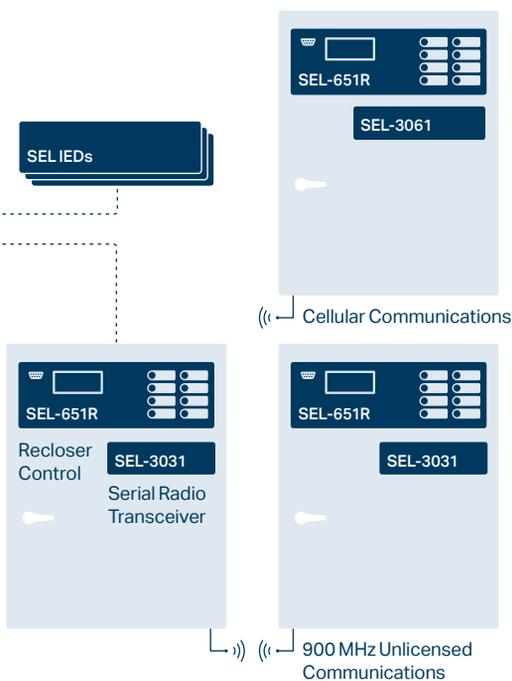 SEL-651R
SEL-3061
SEL IEDs
Cellular Communications
SEL-651R
Recloser
Control
SEL-3031
Serial Radio
Transceiver
SEL-651R
SEL-3031
900 MHz Unlicensed
Communications